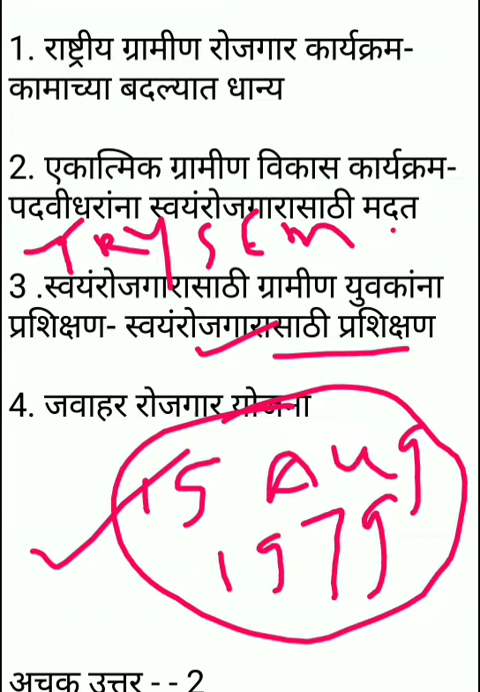 1. राष्ट्रीय ग्रामीण रोजगार कार्यक्रम-
कामाच्या बदल्यात धान्य
2. एकात्मिक ग्रामीण विकास कार्यक्रम-
पदवीधरांना स्वयंरोजगारासाठी मदत
TRYSEM
3 .स्वयंरोजगारासाठी ग्रामीण युवकांना
प्रशिक्षण- स्वयंरोजगारासाठी प्रशिक्षण
4. जवाहर रोजगार योजना
15 Aug
1979
अचूक उत्तर - - 2